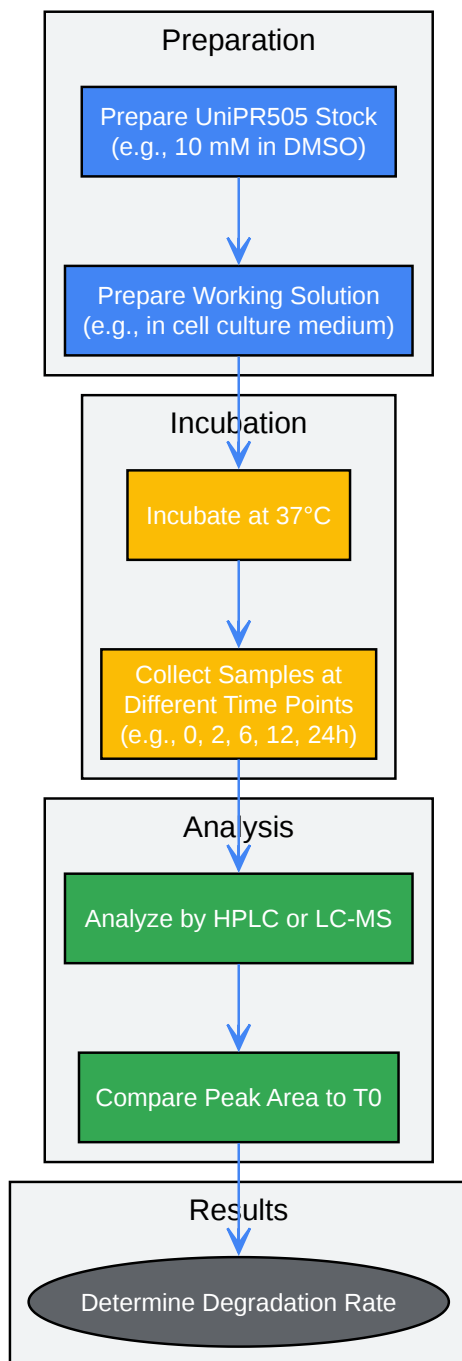 Preparation
Prepare UniPR505 Stock
(e.g., 10 mM in DMSO)
Prepare Working Solution
(e.g., in cell culture medium)
Incubation
Incubate at 37°C
Collect Samples at
Different Time Points
(e.g., 0, 2, 6, 12, 24h)
Analysis
Analyze by HPLC or LC-MS
Compare Peak Area to T0
Results
Determine Degradation Rate